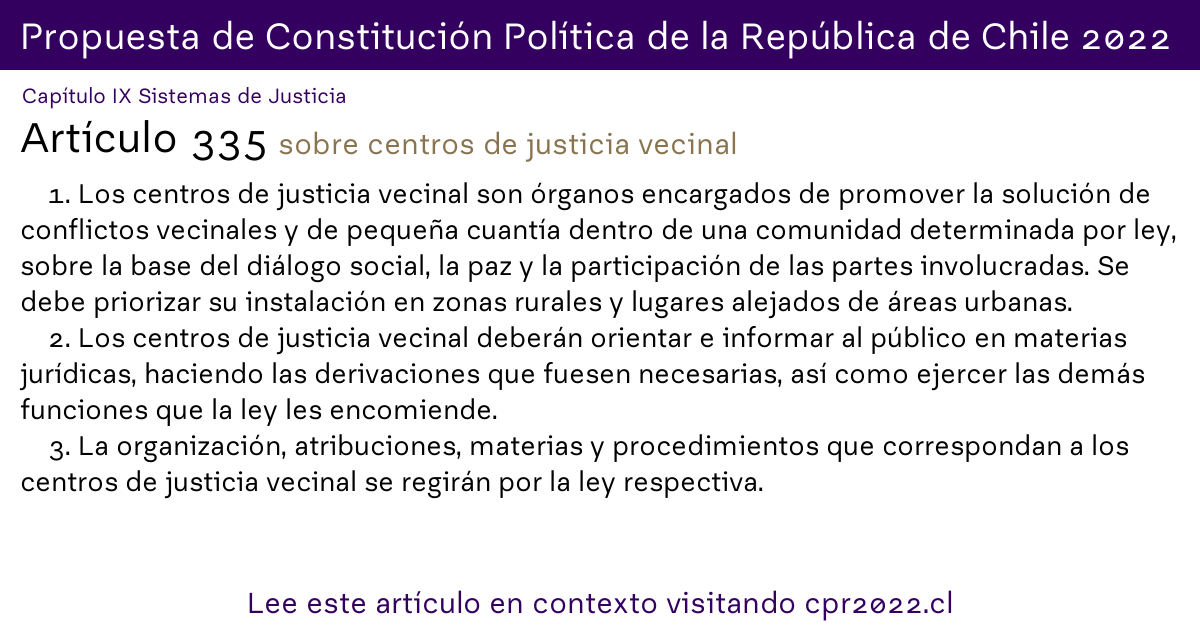 Propuesta de Constitución Política de la República de Chile 2022
Capítulo IX Sistemas de Justicia
Artículo 335 sobre centros de justicia vecinal
1. Los centros de justicia vecinal son órganos encargados de promover la solución de
conflictos vecinales y de pequeña cuantía dentro de una comunidad determinada por ley,
sobre la base del diálogo social, la paz y la participación de las partes involucradas. Se
debe priorizar su instalación en zonas rurales y lugares alejados de áreas urbanas.
2. Los centros de justicia vecinal deberán orientar e informar al público en materias
jurídicas, haciendo las derivaciones que fuesen necesarias, así como ejercer las demás
funciones que la ley les encomiende.
3. La organización, atribuciones, materias y procedimientos que correspondan a los
centros de justicia vecinal se regirán por la ley respectiva.
Lee este artículo en contexto visitando cpr2022.cl